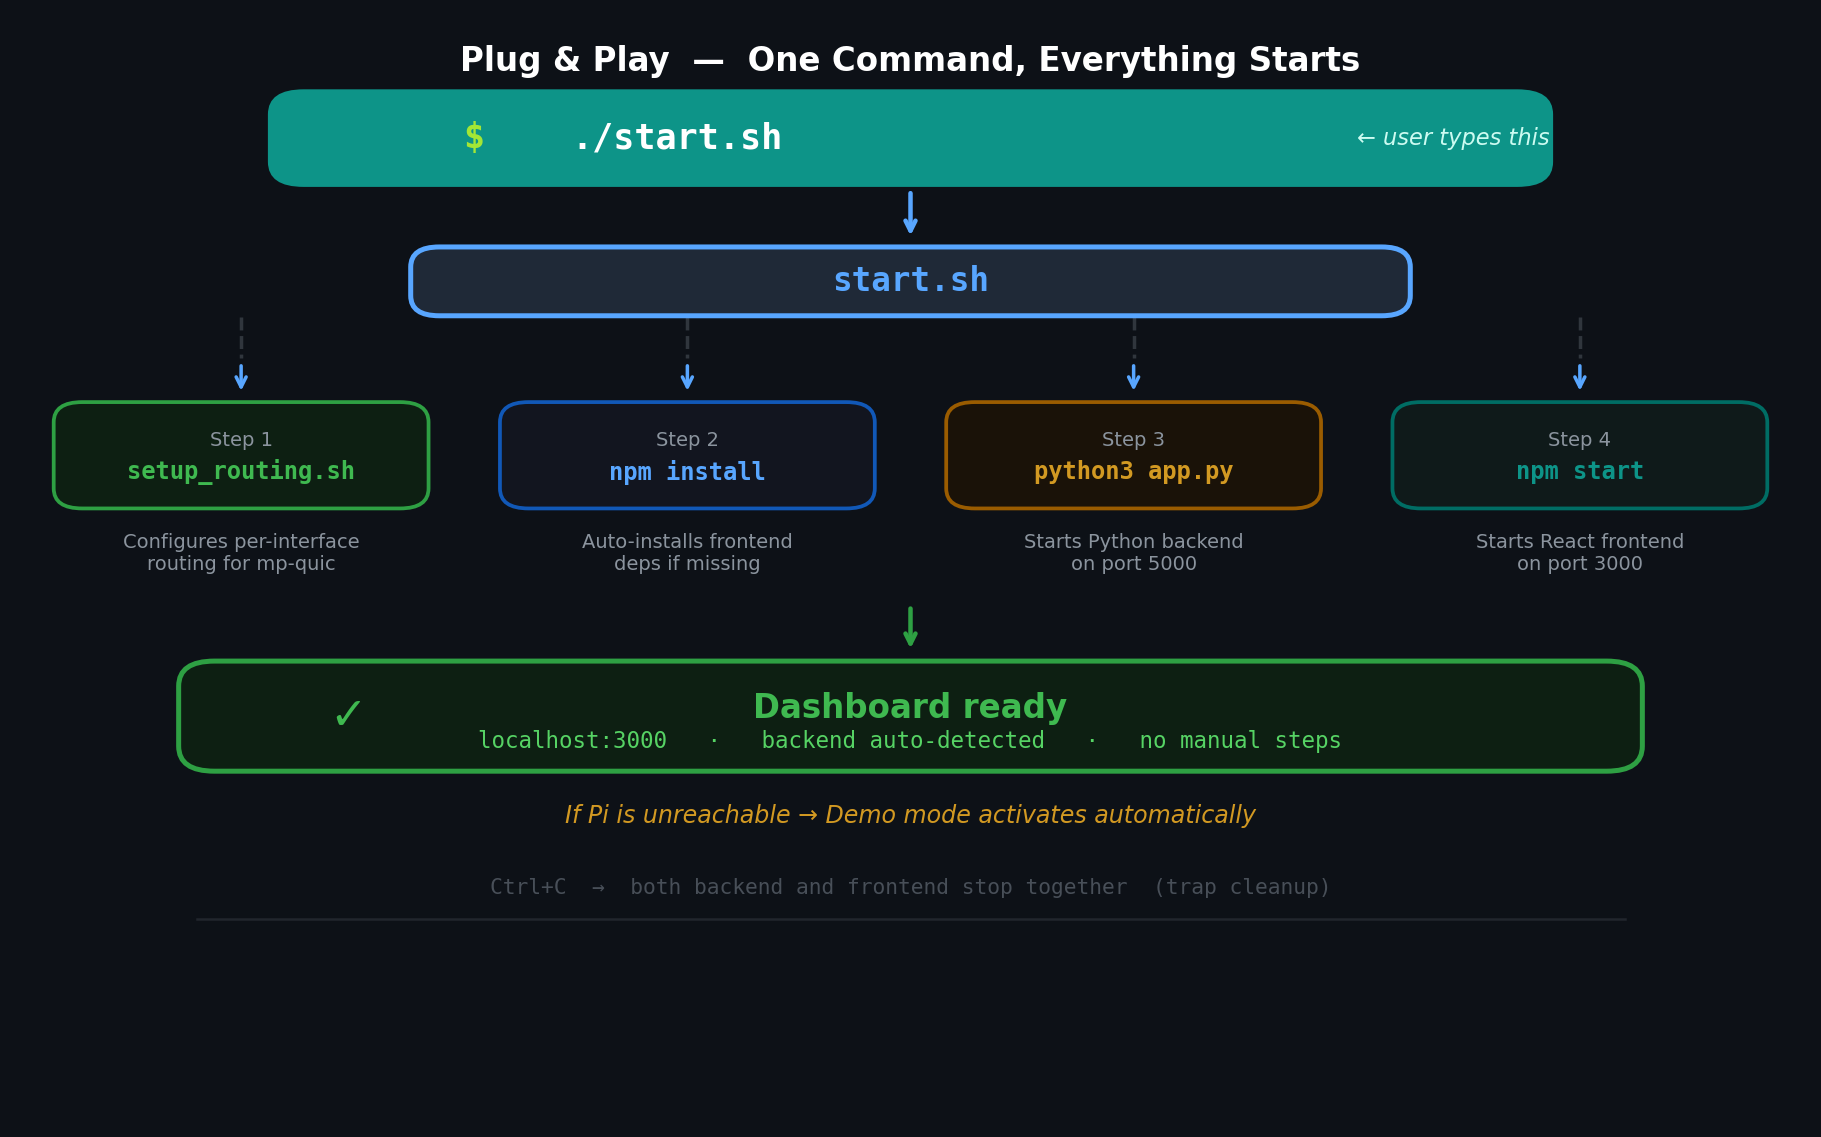 Plug & Play — One Command, Everything Starts
$ ./start.sh ← user types this
start.sh
Step 1
setup_routing.sh
Configures per-interface
routing for mp-quic
Step 2
npm install
Auto-installs frontend
deps if missing
Step 3
python3 app.py
Starts Python backend
on port 5000
Step 4
npm start
Starts React frontend
on port 3000
✓ Dashboard ready
localhost:3000 · backend auto-detected · no manual steps
If Pi is unreachable → Demo mode activates automatically
Ctrl+C → both backend and frontend stop together (trap cleanup)